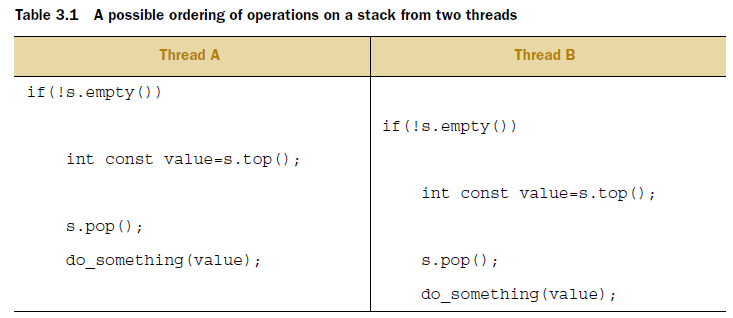 Table 3.1 A possible ordering of operations on a stack from two threads
Thread A Thread B
if(!s.empty())
if(!s.empty())
int const value=s.top();
int const value=s.top();
s.pop();
do_something(value); s.pop();
do_something(value);